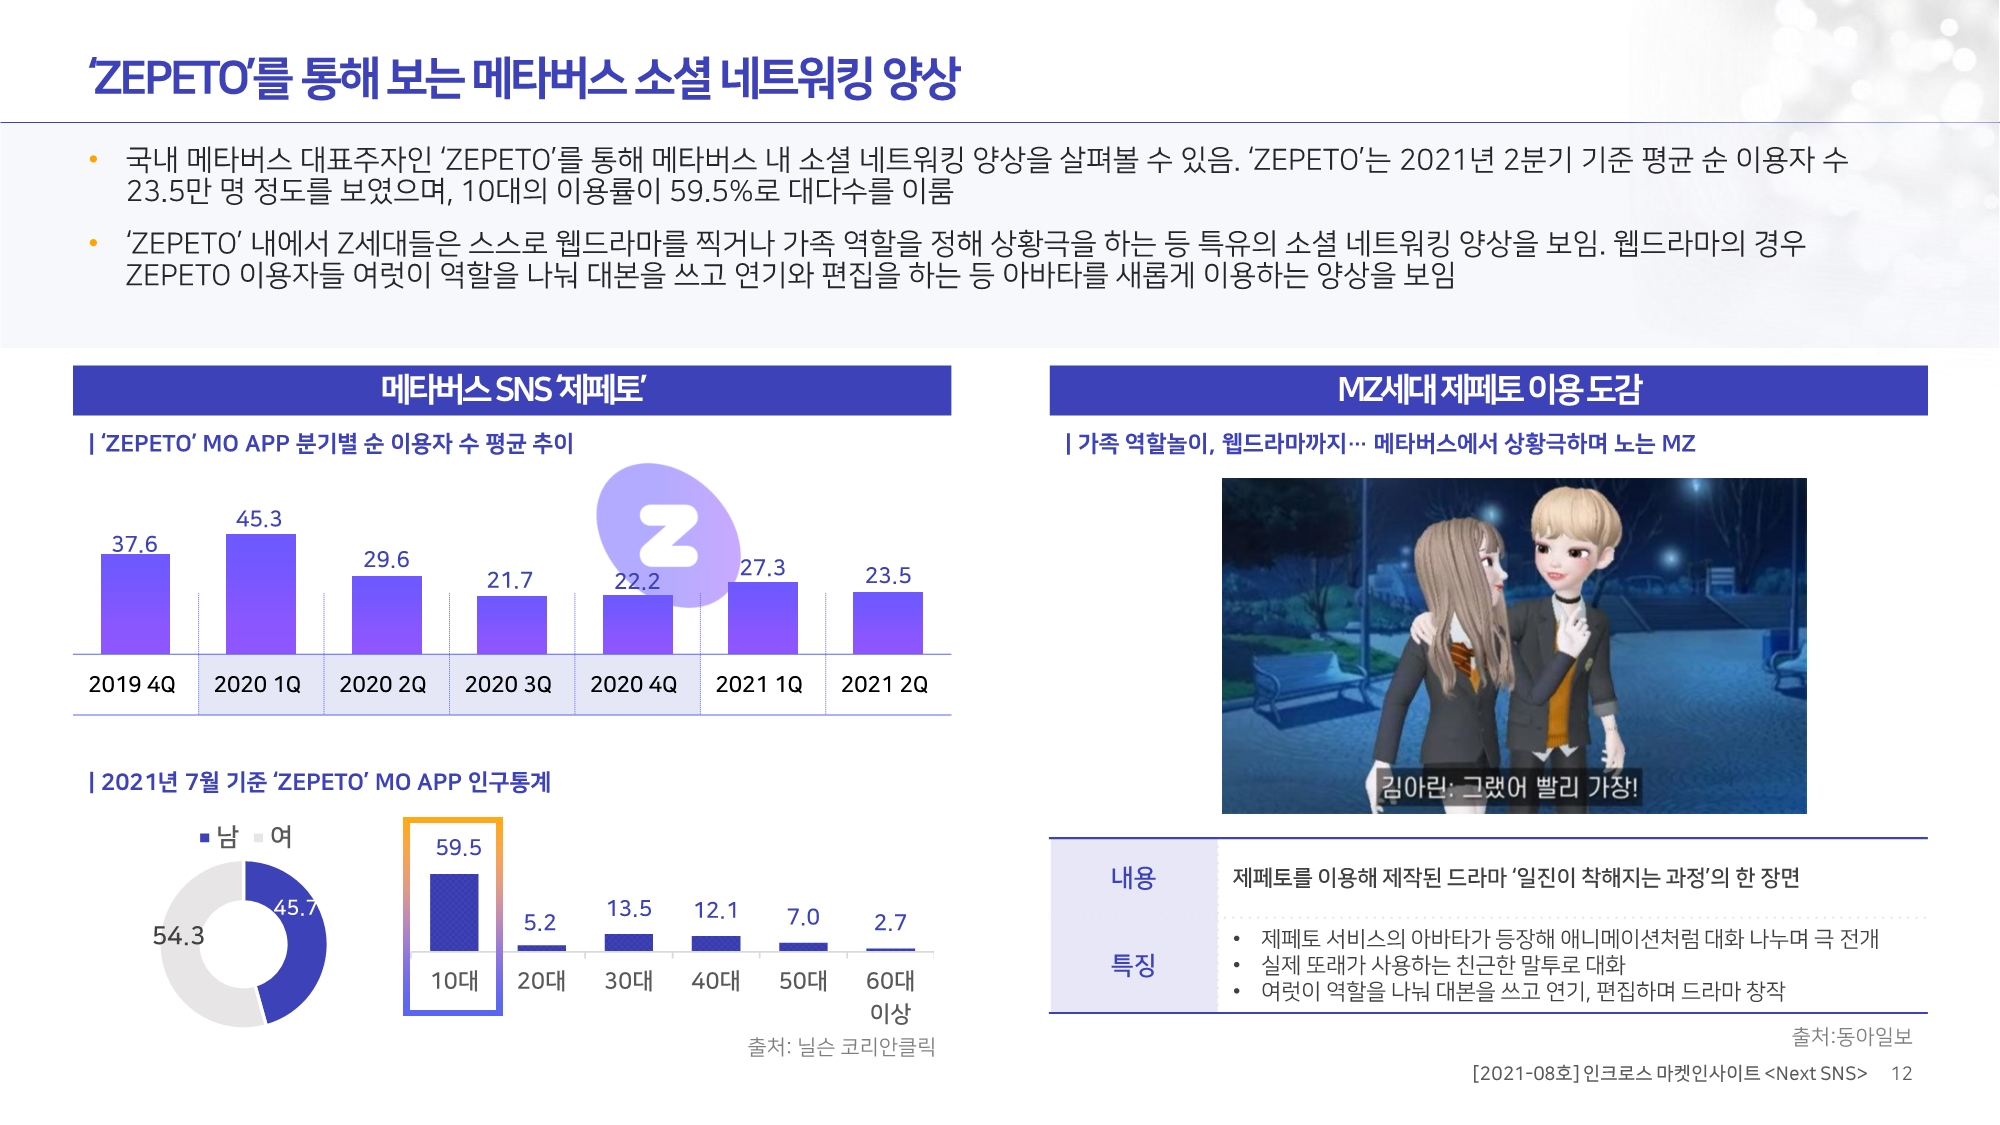 ‘ZEPETO’를 통해 보는 메타버스 소셜 네트워킹 양상
• 국내 메타버스 대표주자인 ‘ZEPETO’를 통해 메타버스 내 소셜 네트워킹 양상을 살펴볼 수 있음. ‘ZEPETO’는 2021년 2분기 기준 평균 순 이용자 수
23.5만 명 정도를 보였으며, 10대의 이용률이 59.5%로 대다수를 이룸
• ‘ZEPETO’ 내에서 Z세대들은 스스로 웹드라마를 찍거나 가족 역할을 정해 상황극을 하는 등 특유의 소셜 네트워킹 양상을 보임. 웹드라마의 경우
ZEPETO 이용자들 여럿이 역할을 나눠 대본을 쓰고 연기와 편집을 하는 등 아바타를 새롭게 이용하는 양상을 보임
메타버스 SNS ‘제페토’
| ‘ZEPETO’ MO APP 분기별 순 이용자 수 평균 추이
Z
37.6 45.3 29.6 21.7 22.2 27.3 23.5
2019 4Q 2020 1Q 2020 2Q 2020 3Q 2020 4Q 2021 1Q 2021 2Q
| 2021년 7월 기준 ‘ZEPETO’ MO APP 인구통계
남 여
45.7
54.3
59.5 5.2 13.5 12.1 7.0 2.7
10대 20대 30대 40대 50대 60대
이상
출처: 닐슨 코리안클릭
MZ세대 제페토 이용 도감
| 가족 역할놀이, 웹드라마까지… 메타버스에서 상황극하며 노는 MZ
김아린: 그랬어 빨리 가장!
내용 제페토를 이용해 제작된 드라마 ‘일진이 착해지는 과정’의 한 장면
특징
• 제페토 서비스의 아바타가 등장해 애니메이션처럼 대화 나누며 극 전개
• 실제 또래가 사용하는 친근한 말투로 대화
• 여럿이 역할을 나눠 대본을 쓰고 연기, 편집하며 드라마 창작
출처:동아일보
[2021-08호] 인크로스 마켓인사이트 <Next SNS> 12